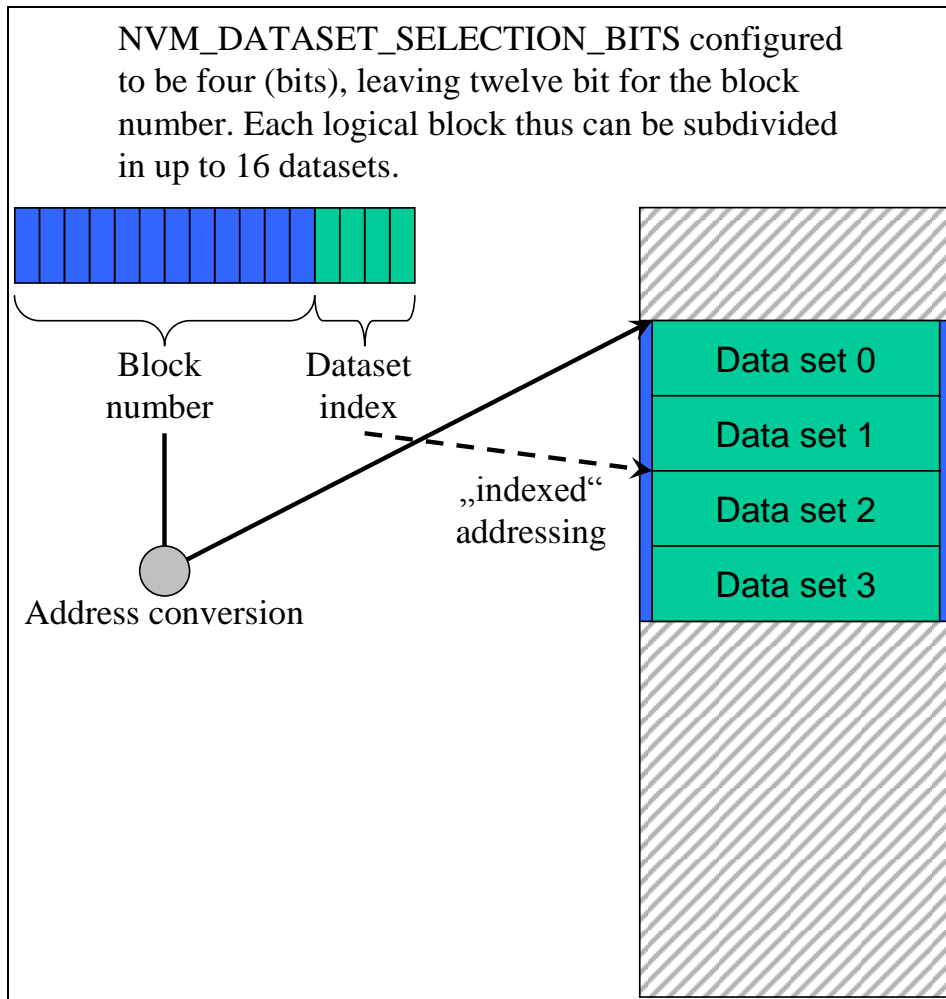 NVM_DATASET_SELECTION_BITS configured
to be four (bits), leaving twelve bit for the block
number. Each logical block thus can be subdivided
in up to 16 datasets.
Block
number
Dataset
index
Data set 0
Data set 1
Data set 2
Data set 3
„indexed“
addressing
Address conversion